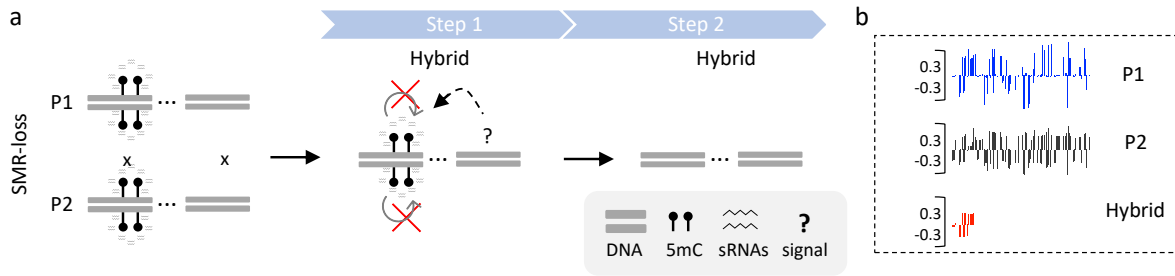 a
Step 1
Step 2
b
Hybrid
Hybrid
SMR-loss
P1
...
x
x
P2
...
?
...
...
...
DNA
5mC
sRNAs
?
signal
0.3
-0.3
P1
0.3
-0.3
P2
0.3
-0.3
Hybrid